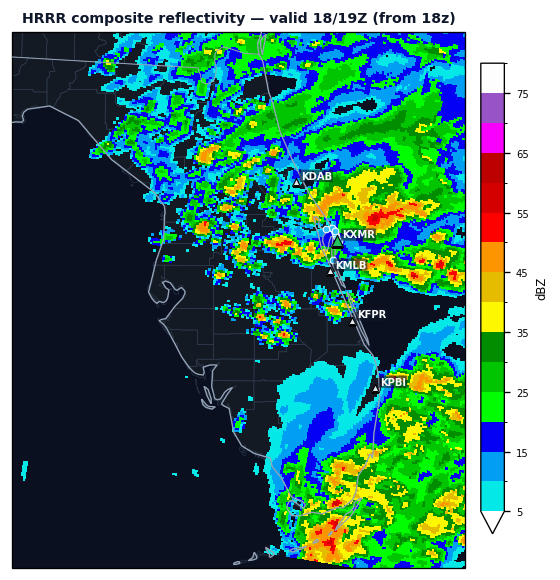 HRRR composite reflectivity — valid 18/19Z (from 18z)
KDAB
KXMR
KMLB
KFPR
KPBI
75
65
55
45
35
25
15
5
dBZ